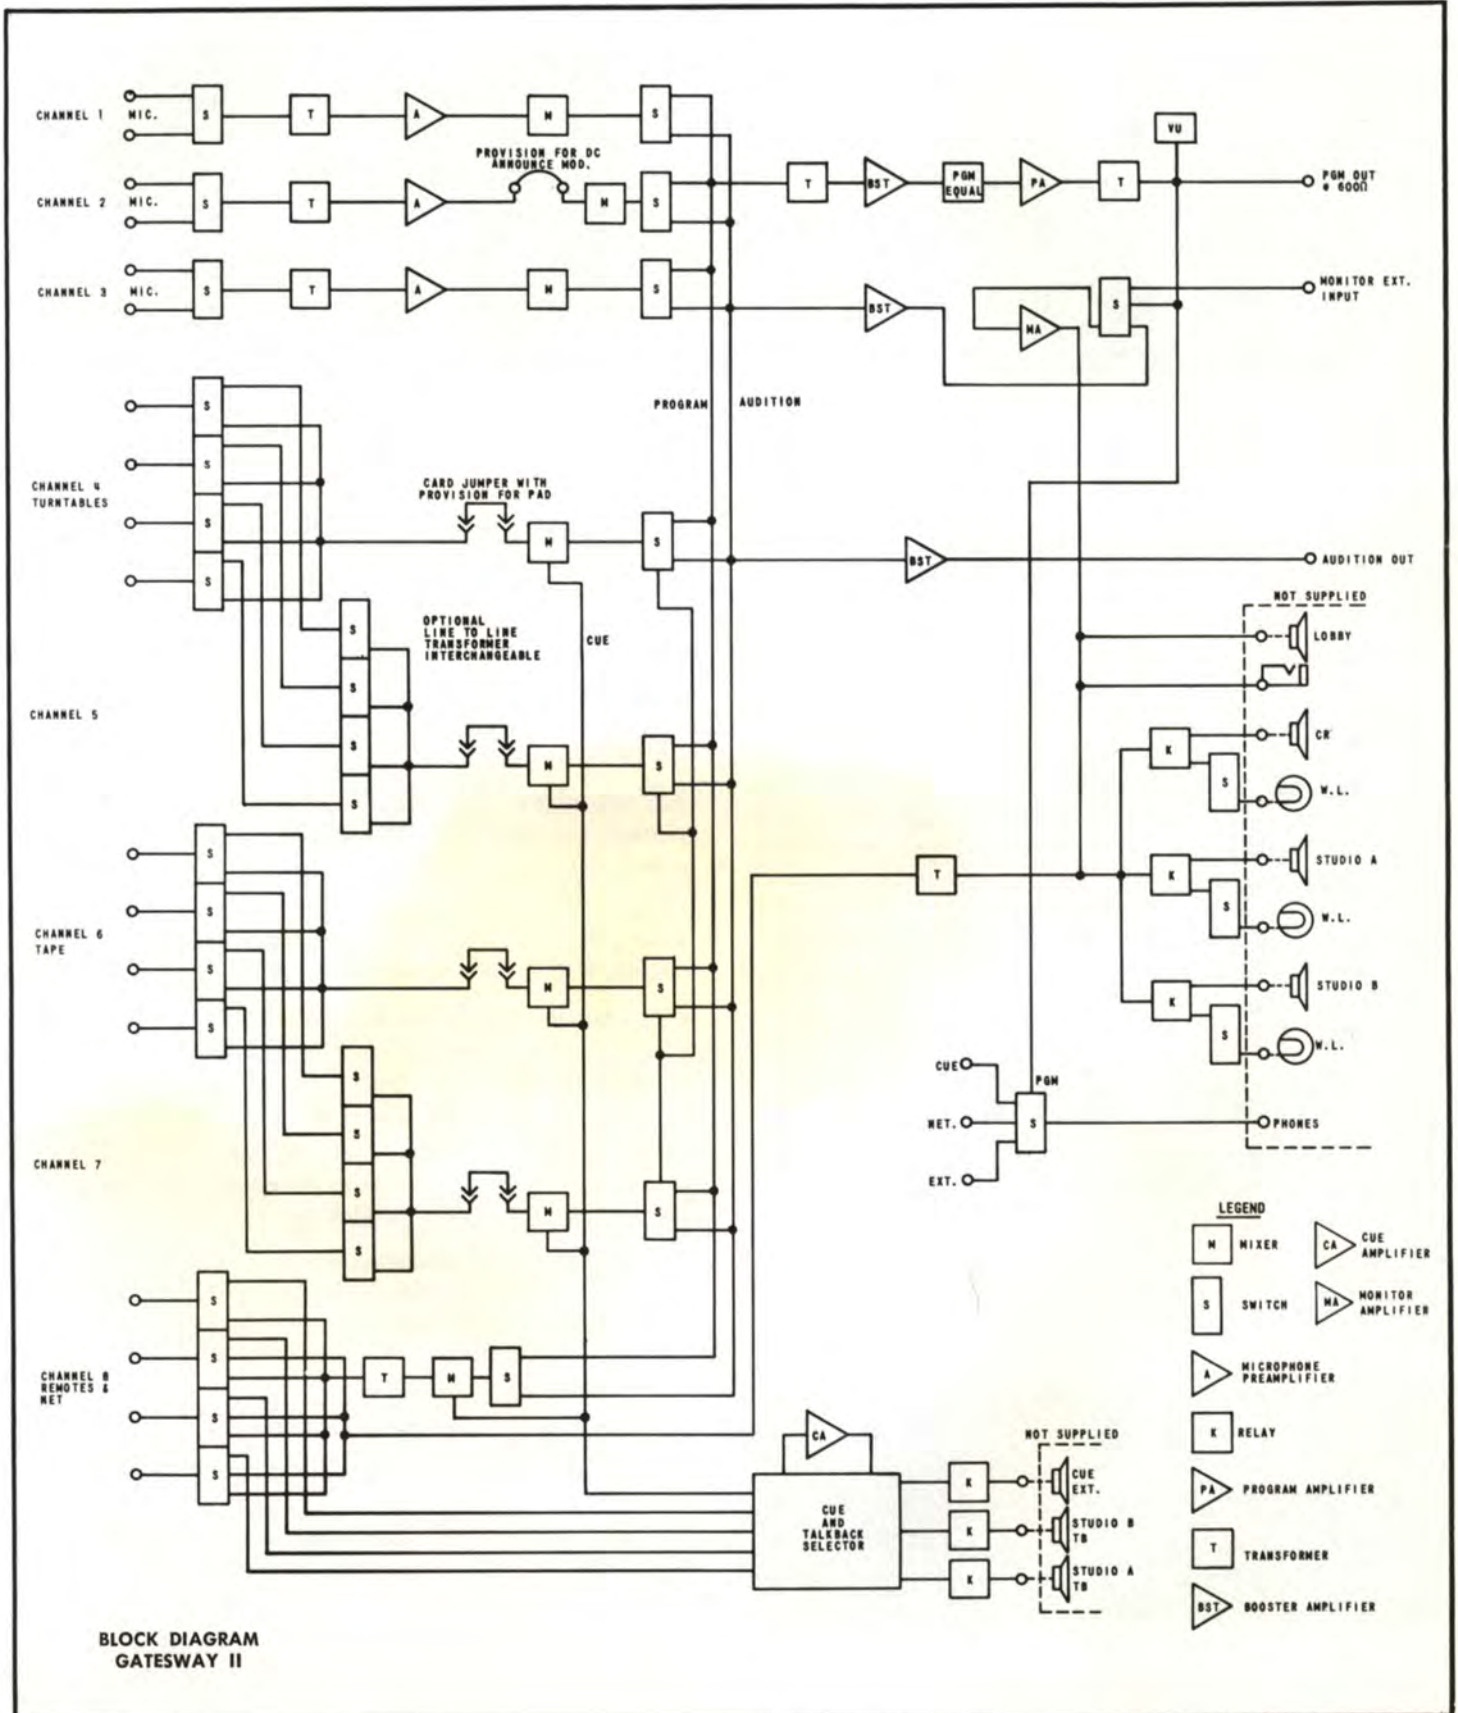 CHANNEL 1 MIC.
S
T
A
M
S
PROVISION FOR DC
ANNOUNCE MOD.
CHANNEL 2 MIC.
S
T
A
M
S
CHANNEL 3 MIC.
S
T
A
M
S
VU
T
BST
PGM
EQUAL
PA
T
PGM OUT
@ 600Ω
BST
MA
S
MONITOR EXT.
INPUT
PROGRAM
AUDITION
CHANNEL 4
TURNTABLES
S
S
S
S
CARD JUMPER WITH
PROVISION FOR PAD
M
S
BST
AUDITION OUT
OPTIONAL
LINE TO LINE
TRANSFORMER
INTERCHANGEABLE
CUE
CHANNEL 5
S
S
S
S
M
S
NOT SUPPLIED
LOBBY
K
CR
S
W.L.
T
K
STUDIO A
S
W.L.
K
STUDIO B
S
W.L.
CHANNEL 6
TAPE
S
S
S
S
M
S
CUE
PGM
NET.
S
PHONES
EXT.
CHANNEL 7
S
S
S
S
M
S
CHANNEL 8
REMOTES &
NET
S
S
S
S
T
M
S
CA
CUE
AND
TALKBACK
SELECTOR
NOT SUPPLIED
K
CUE
EXT.
K
STUDIO B
TB
K
STUDIO A
TB
LEGEND
M MIXER
CA CUE
AMPLIFIER
S SWITCH
MA MONITOR
AMPLIFIER
A MICROPHONE
PREAMPLIFIER
K RELAY
PA PROGRAM AMPLIFIER
T TRANSFORMER
BST BOOSTER AMPLIFIER
BLOCK DIAGRAM
GATESWAY II